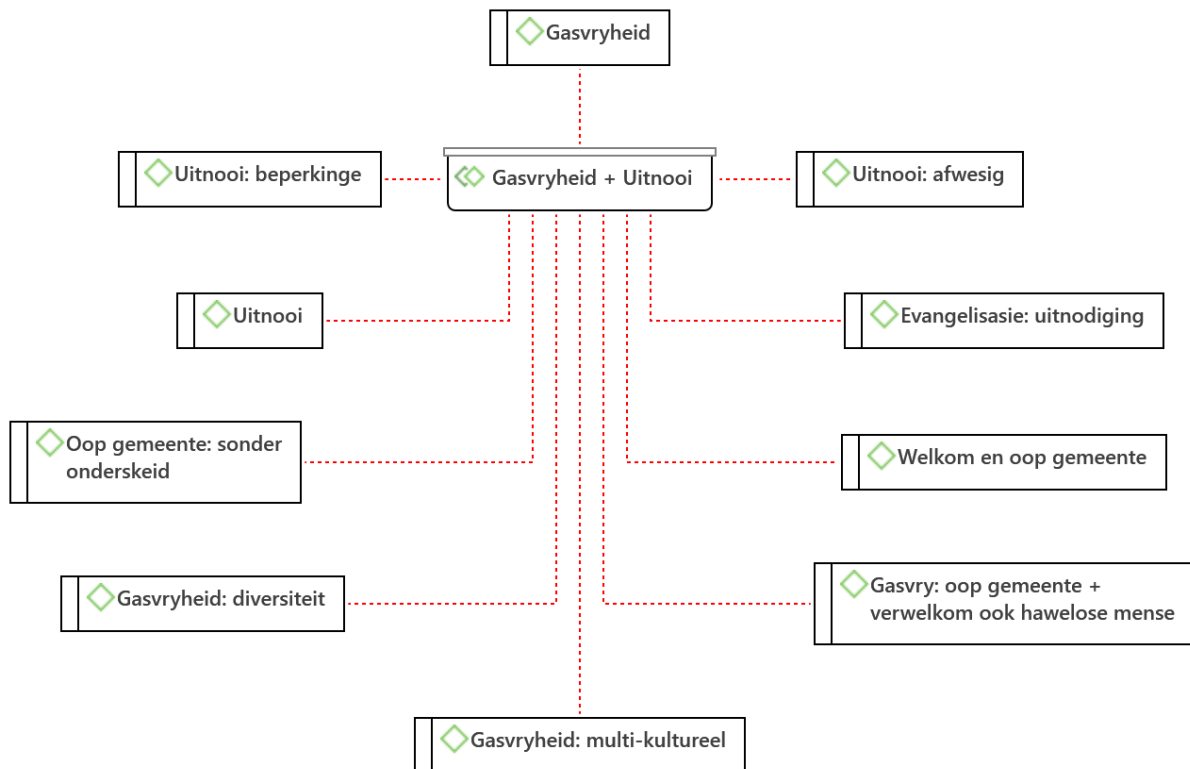 Gasvryheid
Uitnooi: beperkinge
Gasvryheid + Uitnooi
Uitnooi: afwesig
Uitnooi
Evangelisasie: uitnodiging
Oop gemeente: sonder
onderskeid
Welkom en oop gemeente
Gasvryheid: diversiteit
Gasvry: oop gemeente +
verwelkom ook hawelose mense
Gasvryheid: multi-kultureel